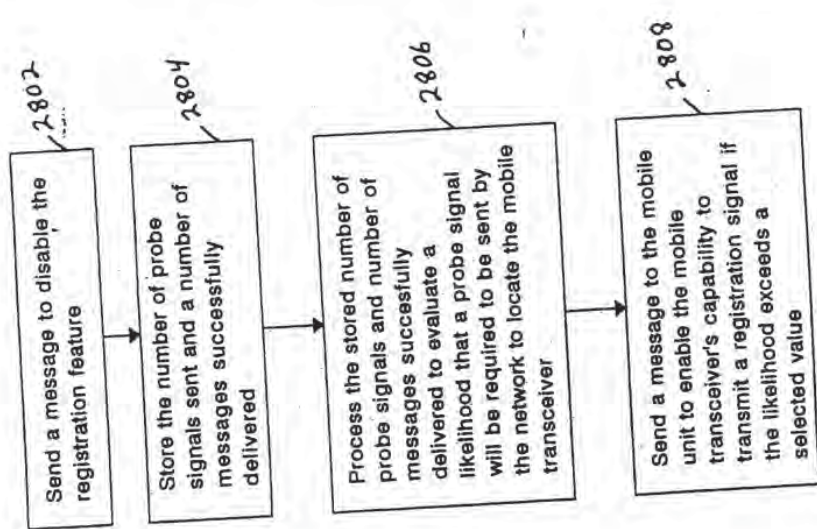 2802
Send a message to disable the
registration feature
2804
Store the number of probe
signals sent and a number of
messages successfully
delivered
2806
Process the stored number of
probe signals and number of
messages succesfully
delivered to evaluate a
likelihood that a probe signal
will be required to be sent by
the network to locate the mobile
transceiver
2808
Send a message to the mobile
unit to enable the mobile
transceiver's capability to
transmit a registration signal if
the likelihood exceeds a
selected value